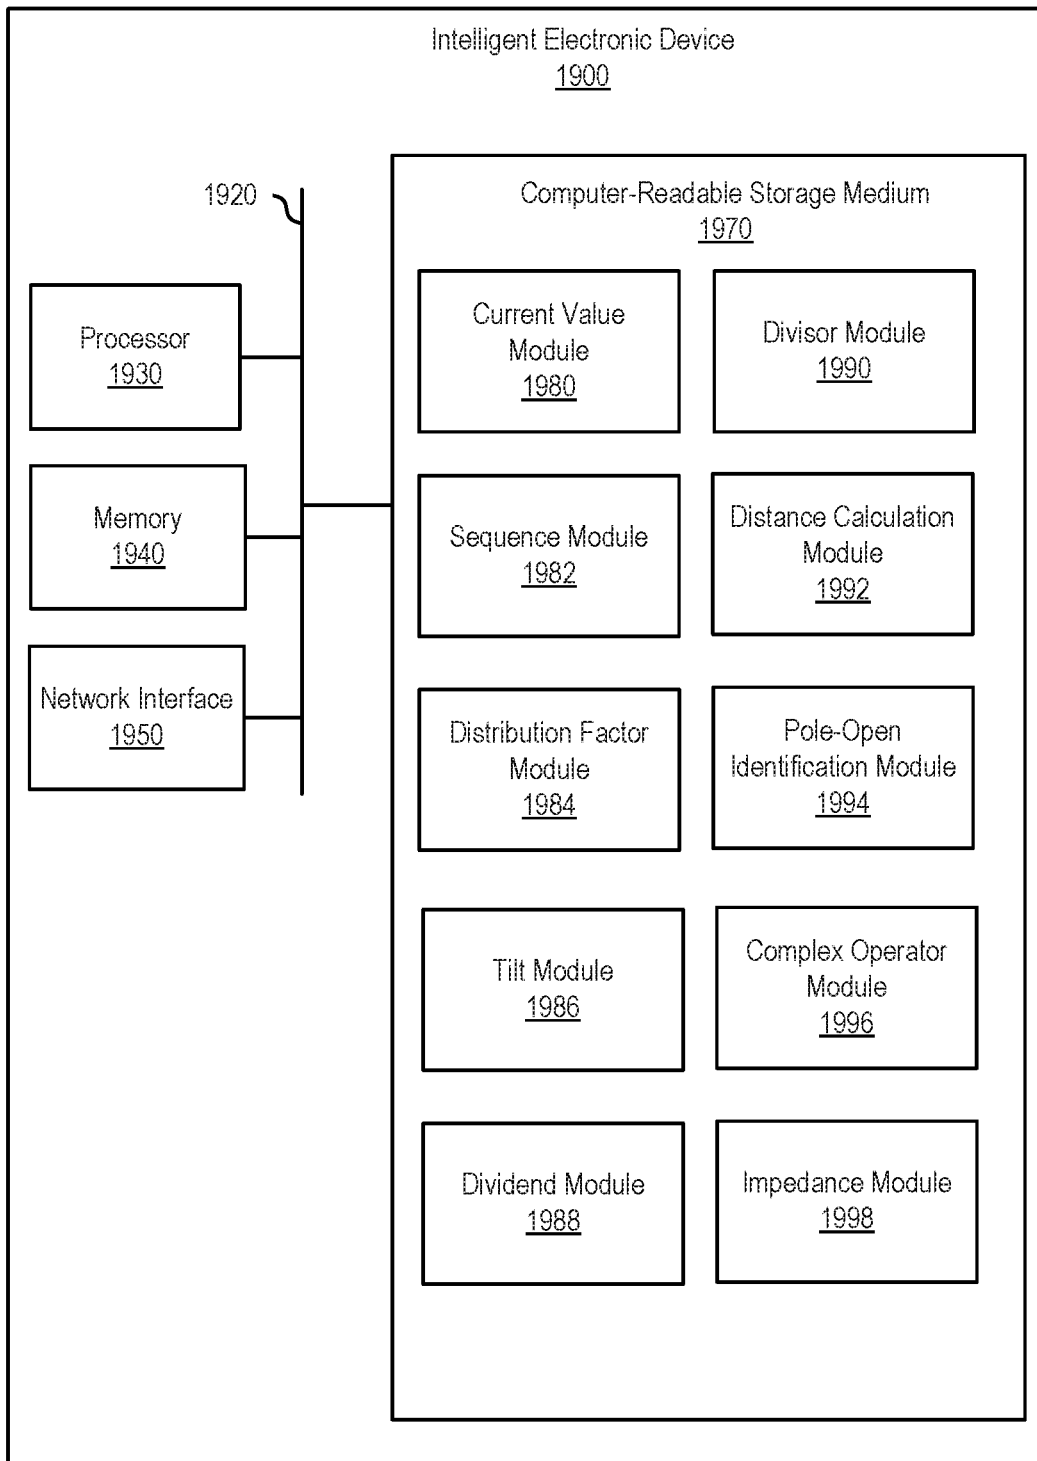 Intelligent Electronic Device
1900
1920
Processor
1930
Memory
1940
Network Interface
1950
Computer-Readable Storage Medium
1970
Current Value
Module
1980
Divisor Module
1990
Sequence Module
1982
Distance Calculation
Module
1992
Distribution Factor
Module
1984
Pole-Open
Identification Module
1994
Tilt Module
1986
Complex Operator
Module
1996
Dividend Module
1988
Impedance Module
1998